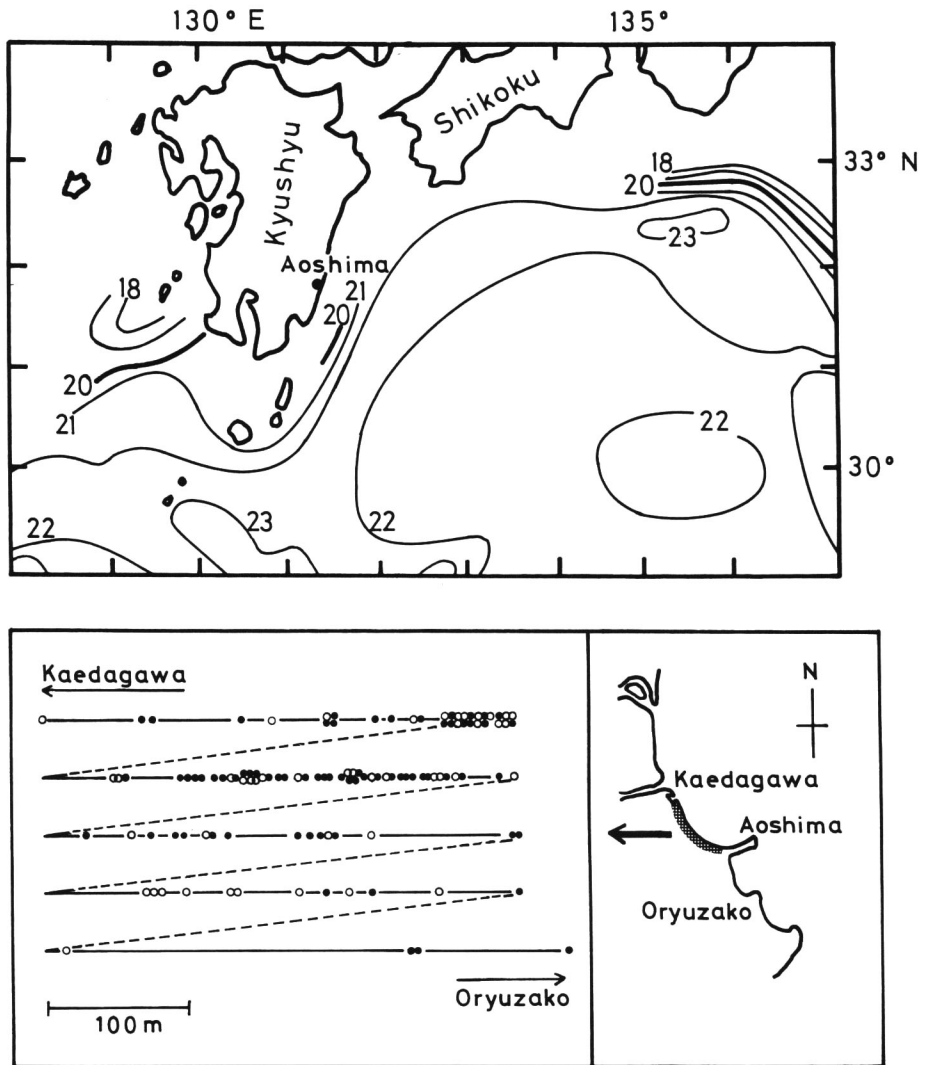 130° E 135°
Shikoku
33° N
Kyushyu
18
20
23
Aoshima
18
21
20
20
21
22
30°
22
23
22
Kaedagawa
N
Kaedagawa
Aoshima
Oryuzako
Oryuzako
100 m